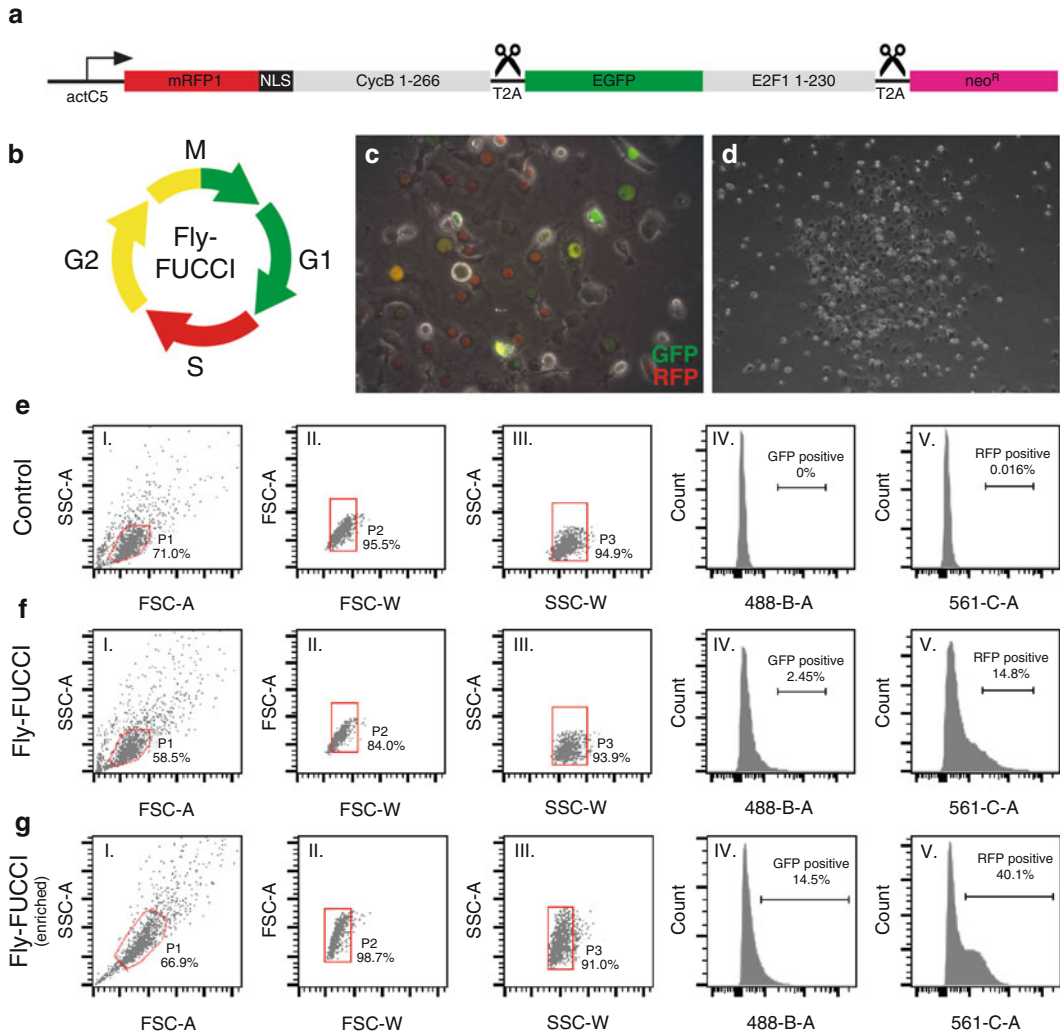 a
actC5
mRFP1
NLS
CycB 1-266
T2A
EGFP
E2F1 1-230
T2A
neoR
b
M
G1
S
G2
Fly-
FUCCI
c
GFP
RFP
d
e
Control
I.
SSC-A
P1
71.0%
FSC-A
II.
FSC-A
P2
95.5%
FSC-W
III.
SSC-A
P3
94.9%
SSC-W
IV.
Count
GFP positive
0%
488-B-A
V.
Count
RFP positive
0.016%
561-C-A
f
Fly-FUCCI
I.
SSC-A
P1
58.5%
FSC-A
II.
FSC-A
P2
84.0%
FSC-W
III.
SSC-A
P3
93.9%
SSC-W
IV.
Count
GFP positive
2.45%
488-B-A
V.
Count
RFP positive
14.8%
561-C-A
g
Fly-FUCCI
(enriched)
I.
SSC-A
P1
66.9%
FSC-A
II.
FSC-A
P2
98.7%
FSC-W
III.
SSC-A
P3
91.0%
SSC-W
IV.
Count
GFP positive
14.5%
488-B-A
V.
Count
RFP positive
40.1%
561-C-A